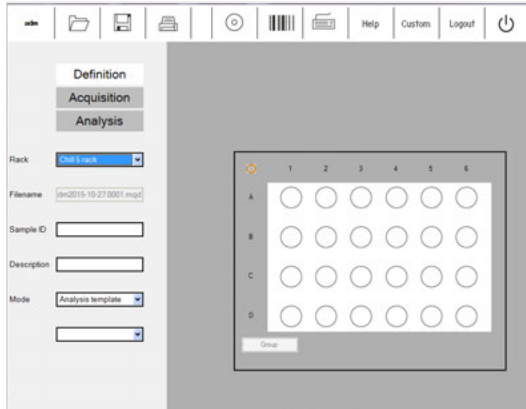 adm Help Custom Logout
Definition
Acquisition
Analysis
Rack Chill 5 rack
Filename dm2015-10-27.0001.mqd
Sample ID
Description
Mode Analysis template
1 2 3 4 5 6
A
B
C
D
Group